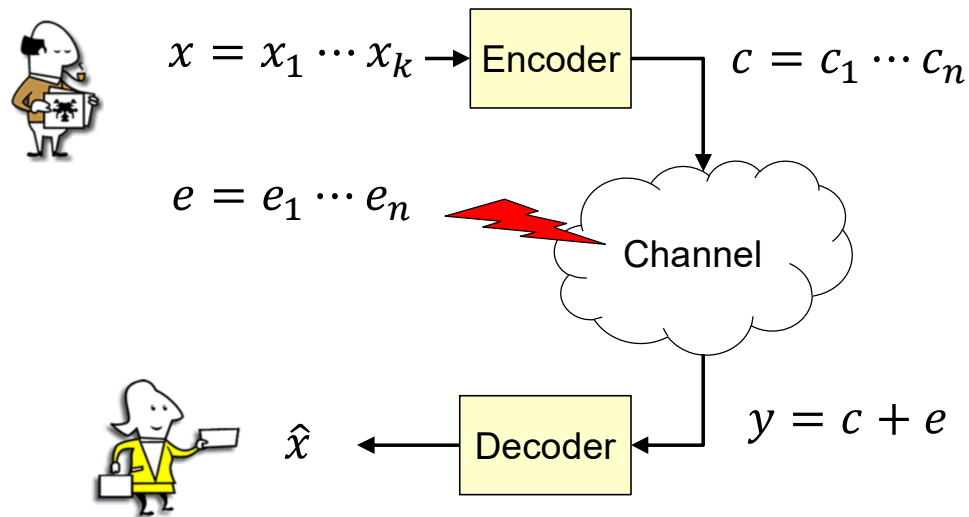 x = x₁ ⋯ xₖ
Encoder
c = c₁ ⋯ cₙ
e = e₁ ⋯ eₙ
Channel
x̂
Decoder
y = c + e